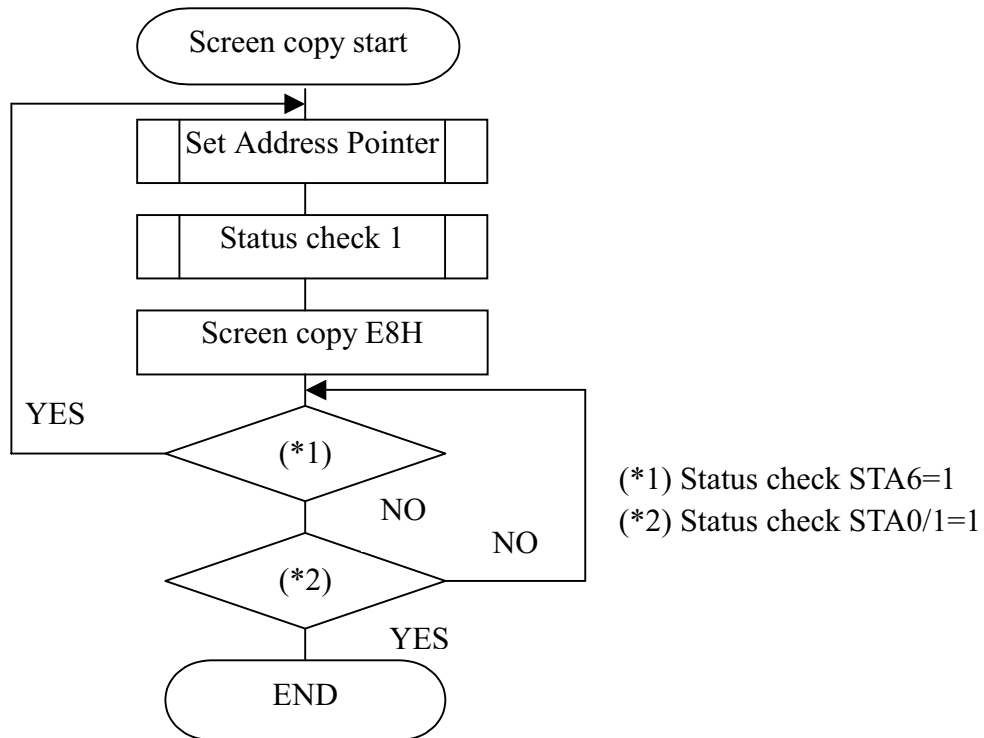 Screen copy start
Set Address Pointer
Status check 1
Screen copy E8H
YES
(*1)
NO
(*1) Status check STA6=1
(*2) Status check STA0/1=1
NO
(*2)
YES
END